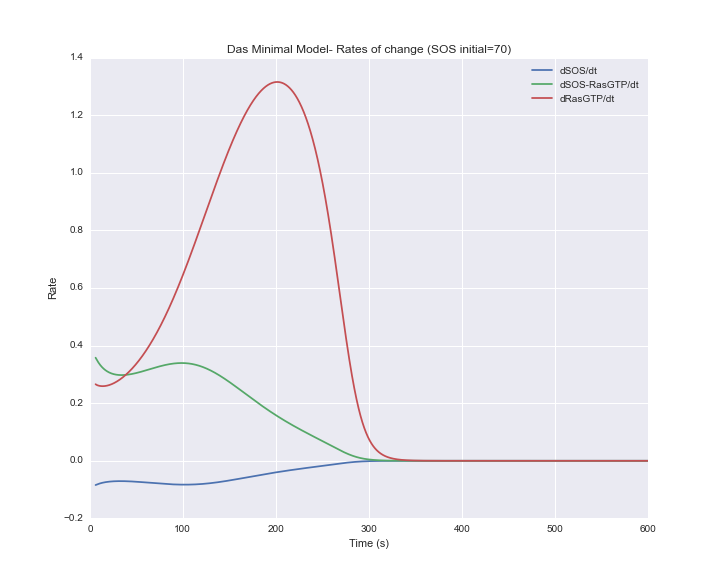 Das Minimal Model- Rates of change (SOS initial=70)
dSOS/dt
dSOS-RasGTP/dt
dRasGTP/dt
1.4
1.2
1.0
0.8
0.6
0.4
0.2
0.0
−0.2
Rate
0 100 200 300 400 500 600
Time (s)